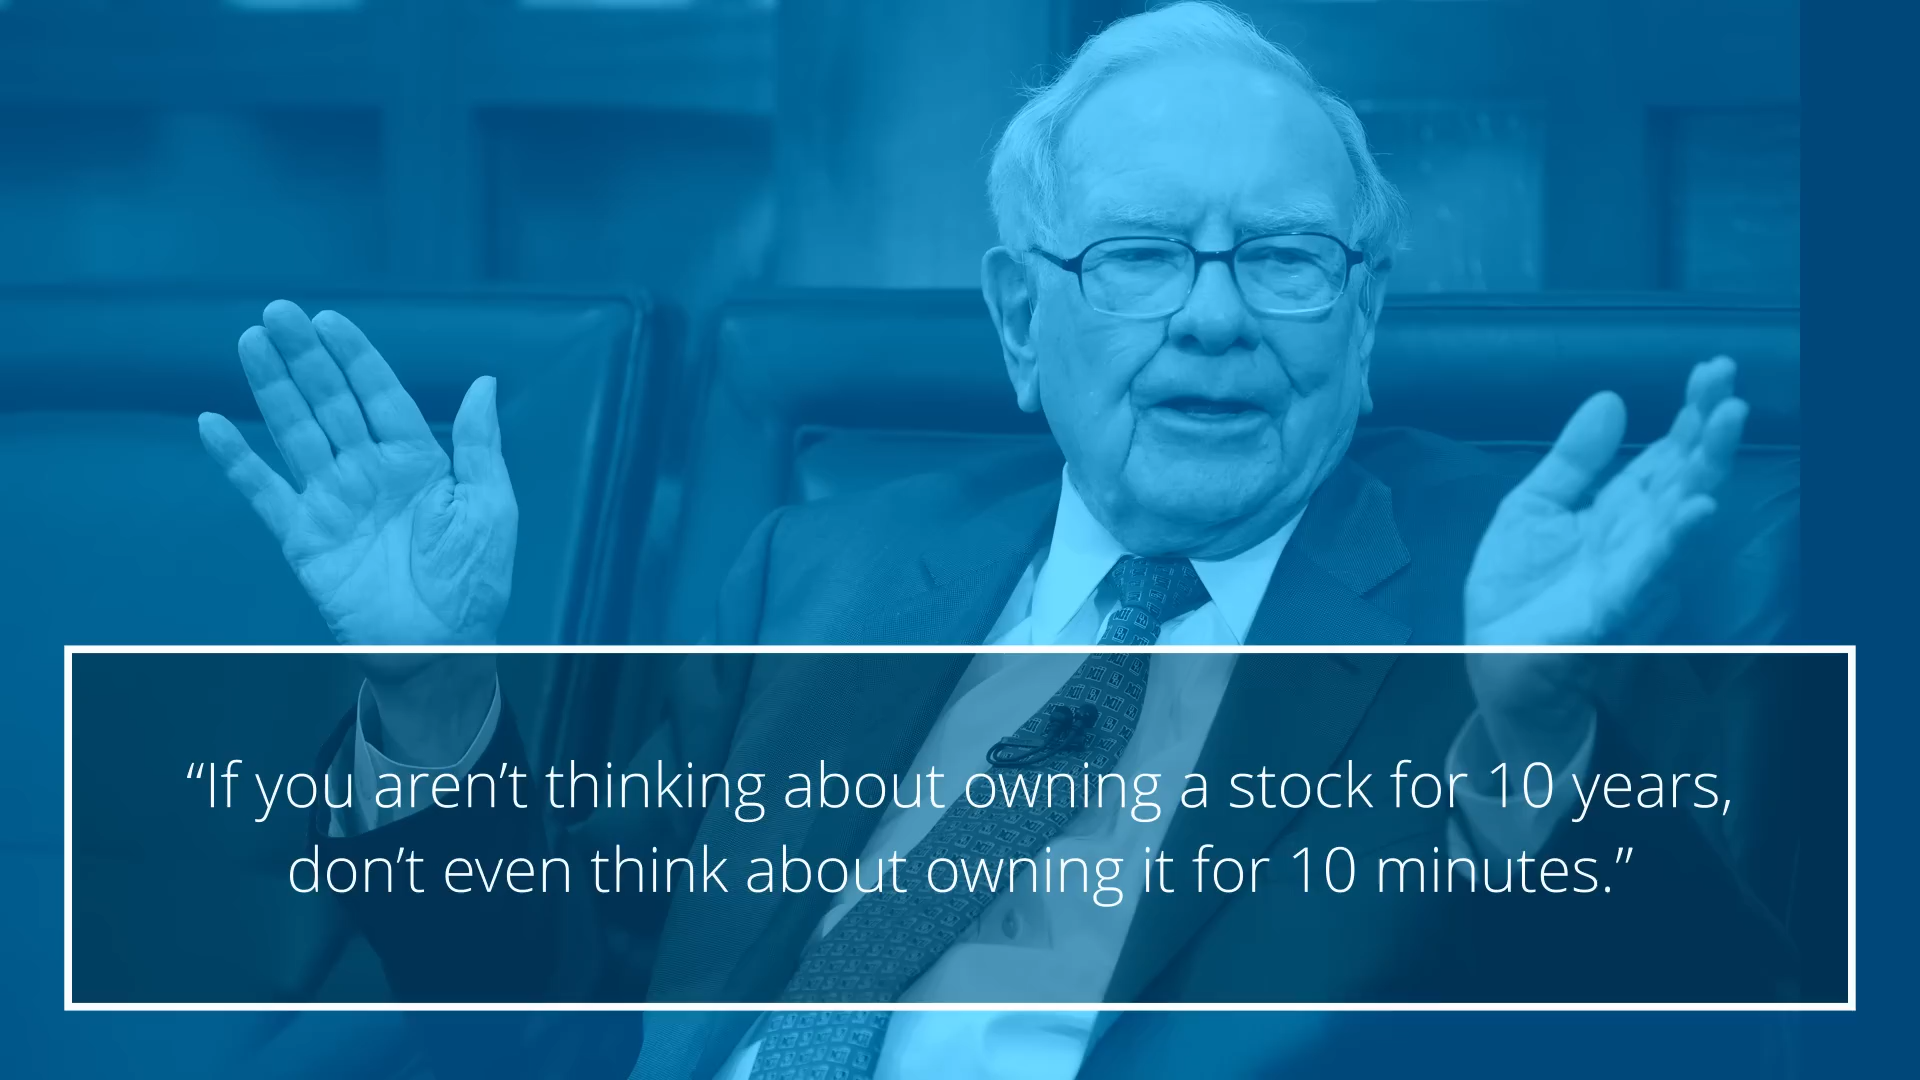 “If you aren’t thinking about owning a stock for 10 years,
don’t even think about owning it for 10 minutes.”